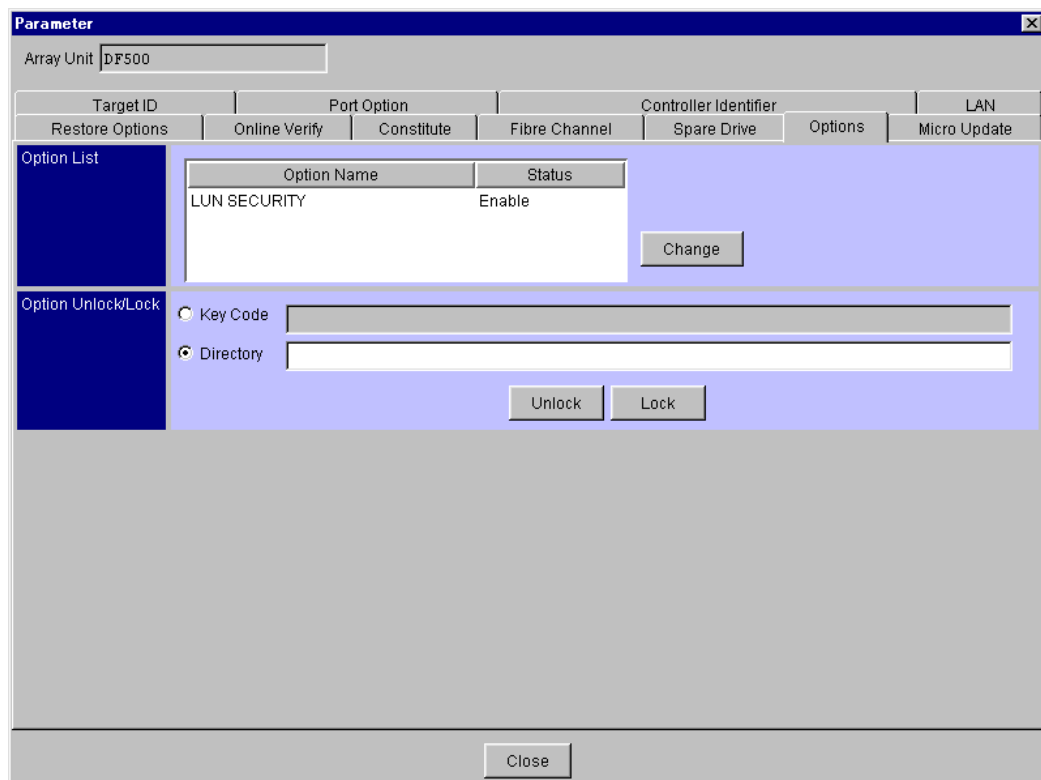 Parameter
Array Unit DF500
Target ID Port Option Controller Identifier LAN
Restore Options Online Verify Constitute Fibre Channel Spare Drive Options Micro Update
Option List
Option Name Status
LUN SECURITY Enable
Change
Option Unlock/Lock
Key Code
Directory
Unlock Lock
Close